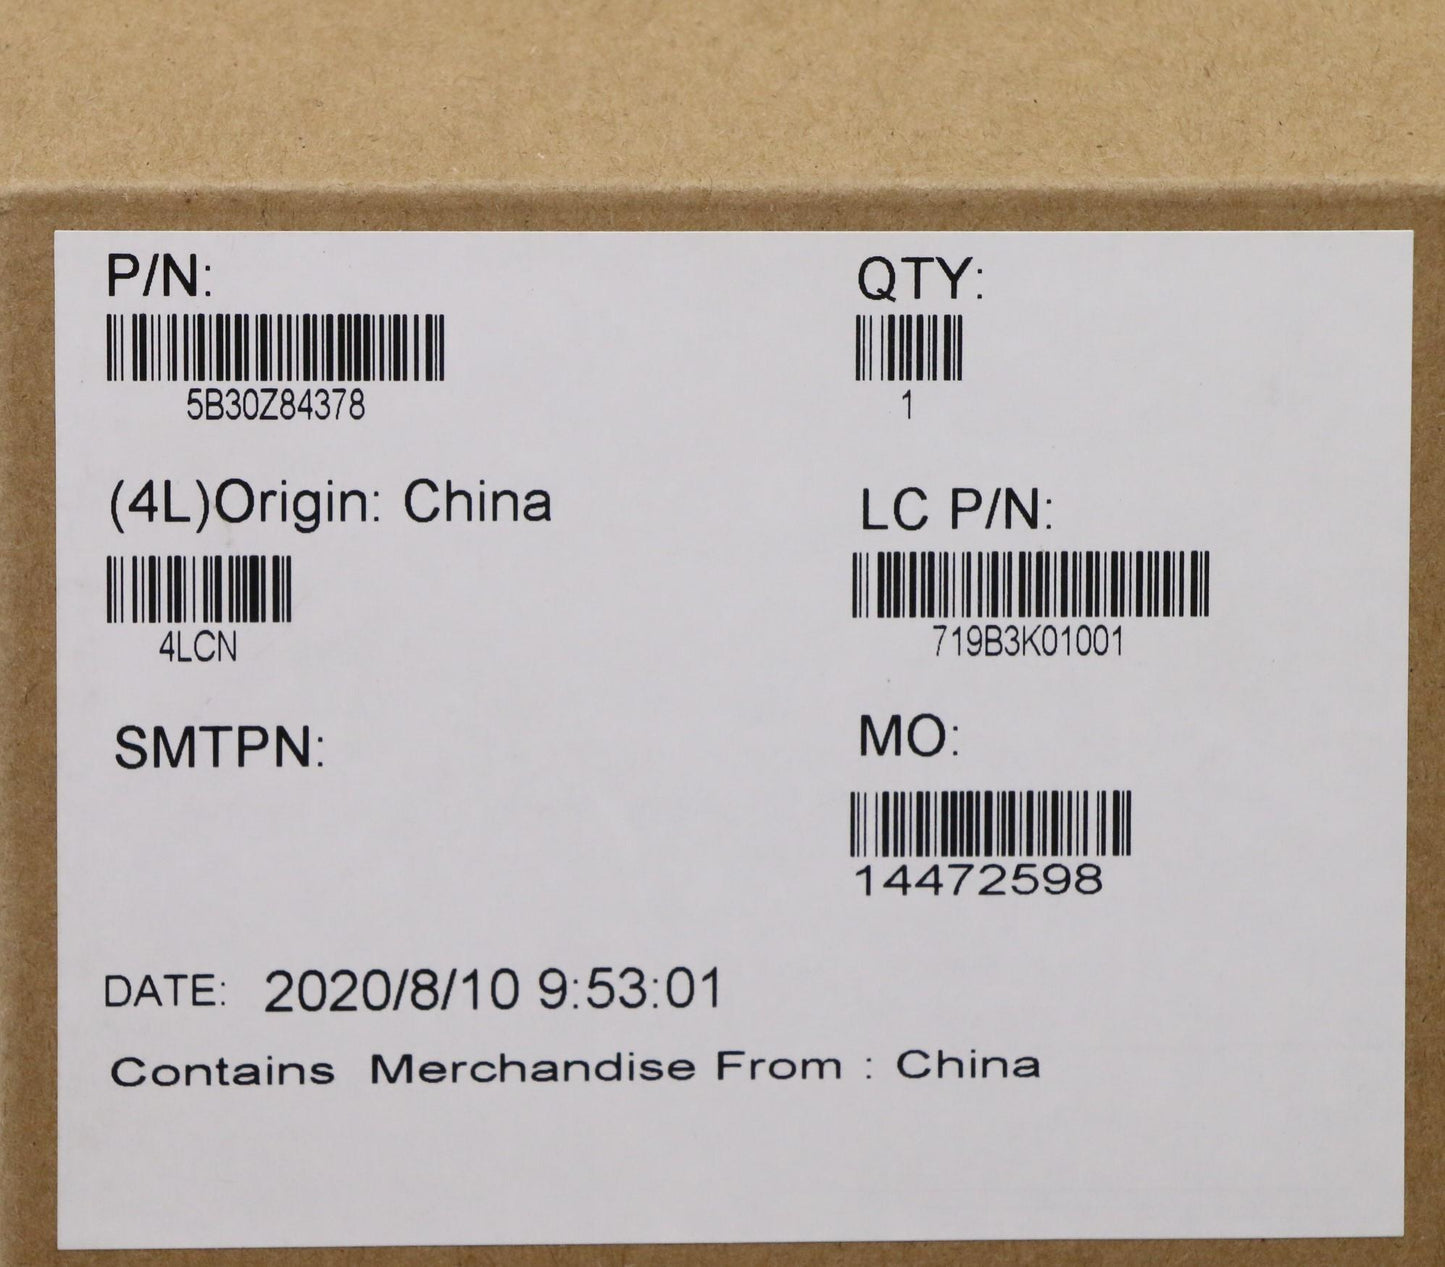 P/N:
5B30Z84378
QTY:
1
(4L)Origin: China
4LCN
LC P/N:
719B3K01001
SMTPN:
MO:
14472598
DATE: 2020/8/10 9:53:01
Contains Merchandise From : China